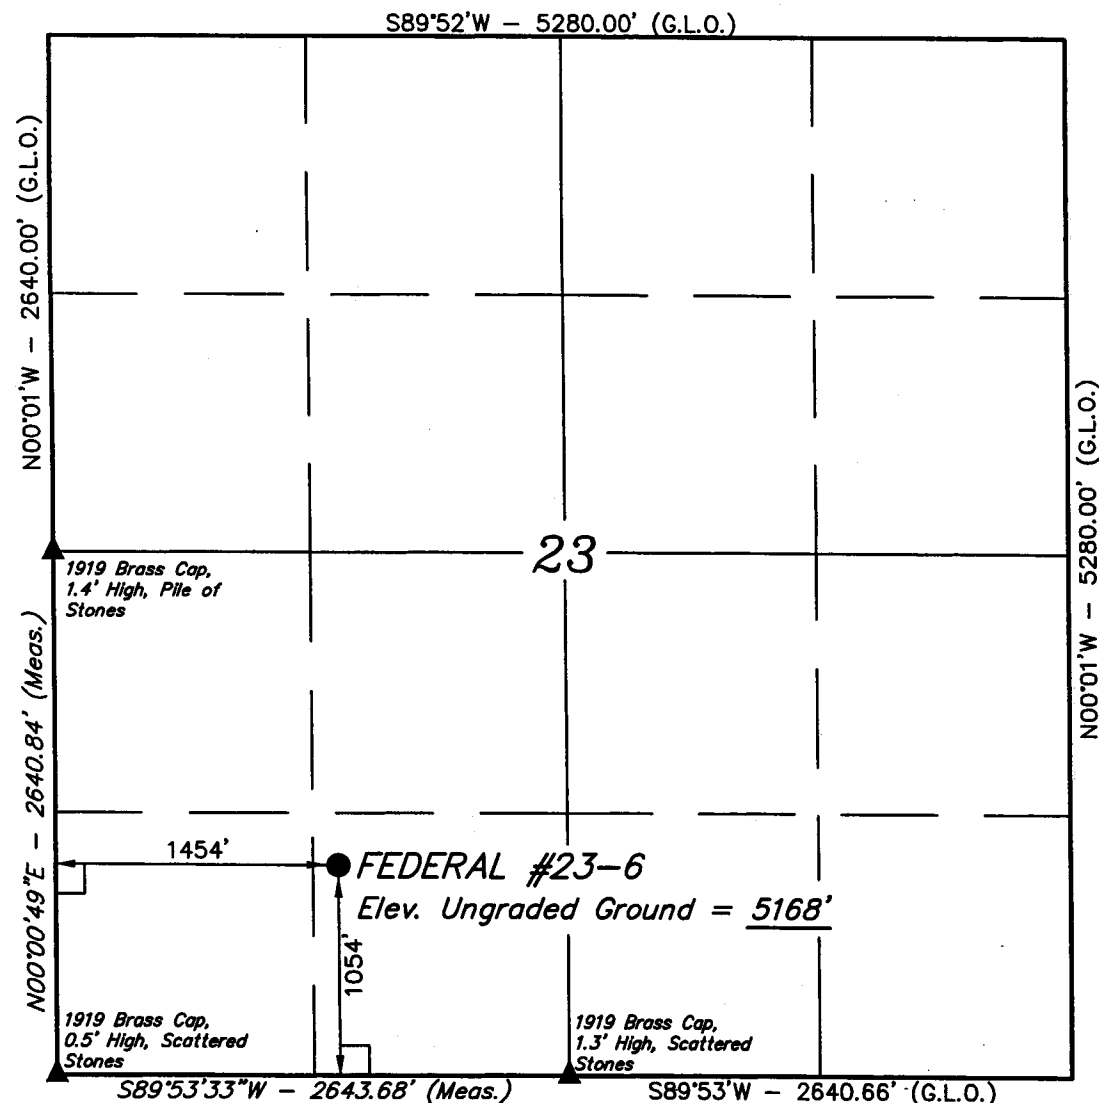 S89°52'W – 5280.00' (G.L.O.)
N00°01'W – 2640.00' (G.L.O.)
N00°01'W – 5280.00' (G.L.O.)
23
1919 Brass Cap,
1.4' High, Pile of
Stones
N00°00'49"E – 2640.84' (Meas.)
1454'
FEDERAL #23-6
Elev. Ungraded Ground = 5168'
1054'
1919 Brass Cap,
0.5' High, Scattered
Stones
1919 Brass Cap,
1.3' High, Scattered
Stones
S89°53'33"W – 2643.68' (Meas.)
S89°53'W – 2640.66' (G.L.O.)